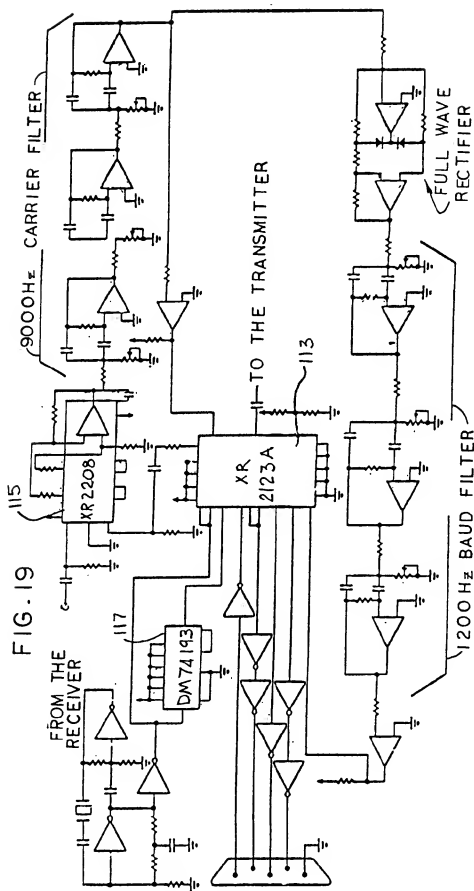 FIG.19
FROM THE
RECEIVER
115
XR2208
9000Hz CARRIER FILTER
117
DM74193
XR
2123A
113
TO THE TRANSMITTER
FULL WAVE
RECTIFIER
1200Hz BAUD FILTER